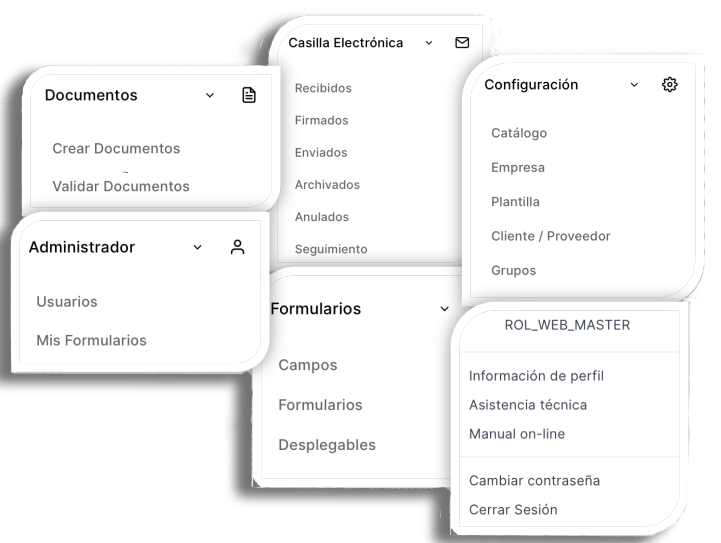 Casilla Electrónica
Recibidos
Firmados
Enviados
Archivados
Anulados
Seguimiento
Documentos
Crear Documentos
Validar Documentos
Configuración
Catálogo
Empresa
Plantilla
Cliente / Proveedor
Grupos
Administrador
Usuarios
Mis Formularios
Formularios
Campos
Formularios
Desplegables
ROL_WEB_MASTER
Información de perfil
Asistencia técnica
Manual on-line
Cambiar contraseña
Cerrar Sesión